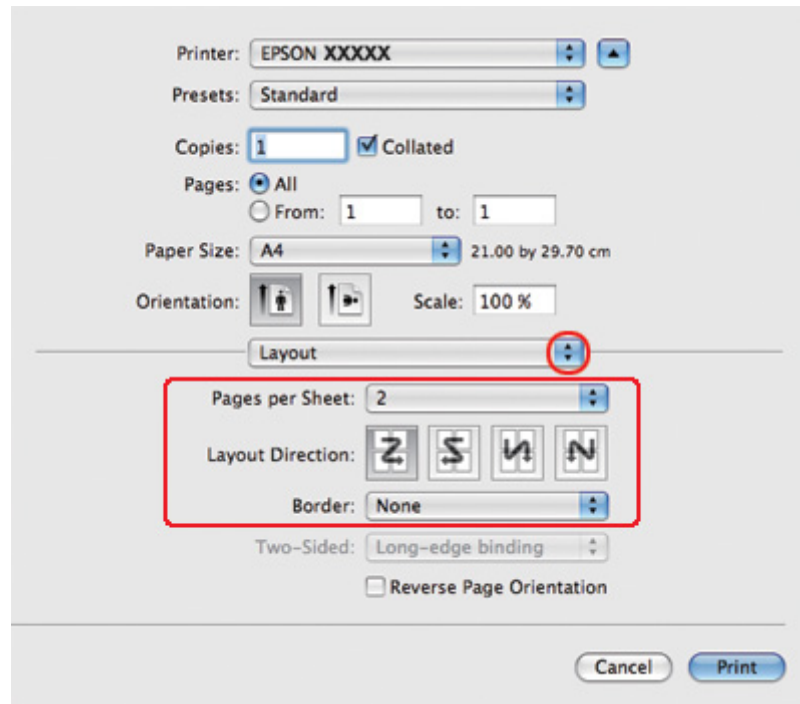 Printer: EPSON XXXXX
Presets: Standard
Copies: 1 Collated
Pages: All
From: 1 to: 1
Paper Size: A4 21.00 by 29.70 cm
Orientation: Scale: 100 %
Layout
Pages per Sheet: 2
Layout Direction:
Border: None
Two-Sided: Long-edge binding
Reverse Page Orientation
Cancel Print